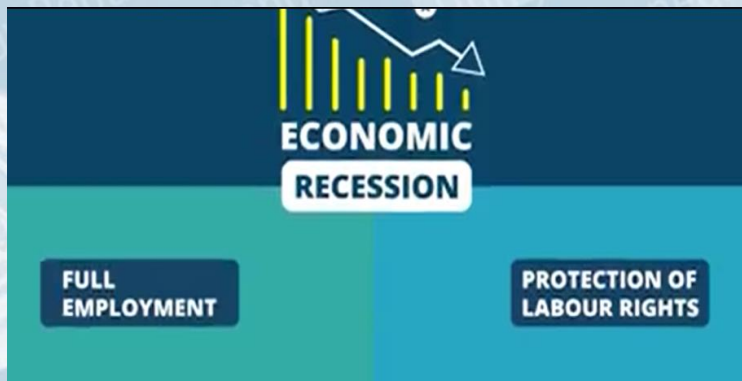 ECONOMIC
RECESSION
FULL
EMPLOYMENT
PROTECTION OF
LABOUR RIGHTS